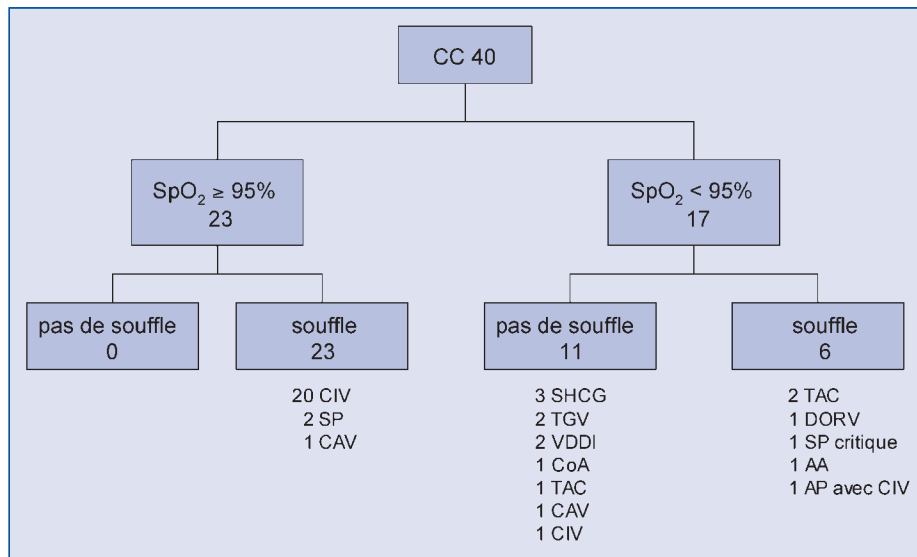 CC 40
SpO₂ ≥ 95%
23
SpO₂ < 95%
17
pas de souffle
0
souffle
23
pas de souffle
11
souffle
6
20 CIV
2 SP
1 CAV
3 SHCG
2 TGV
2 VDDI
1 CoA
1 TAC
1 CAV
1 CIV
2 TAC
1 DORV
1 SP critique
1 AA
1 AP avec CIV